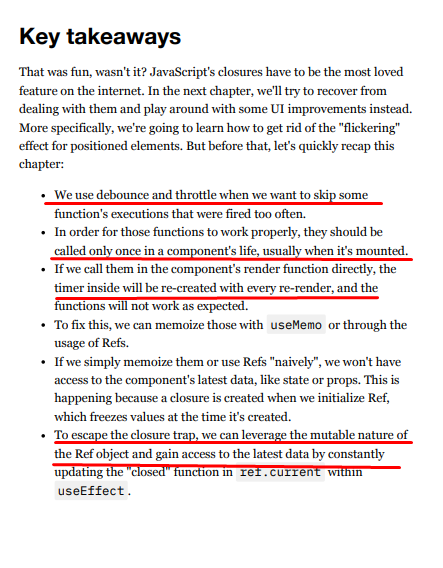 Key takeaways
That was fun, wasn't it? JavaScript's closures have to be the most loved
feature on the internet. In the next chapter, we'll try to recover from
dealing with them and play around with some UI improvements instead.
More specifically, we're going to learn how to get rid of the "flickering"
effect for positioned elements. But before that, let's quickly recap this
chapter:
• We use debounce and throttle when we want to skip some
function's executions that were fired too often.
• In order for those functions to work properly, they should be
called only once in a component's life, usually when it's mounted.
• If we call them in the component's render function directly, the
timer inside will be re-created with every re-render, and the
functions will not work as expected.
• To fix this, we can memoize those with useMemo or through the
usage of Refs.
• If we simply memoize them or use Refs "naively", we won't have
access to the component's latest data, like state or props. This is
happening because a closure is created when we initialize Ref,
which freezes values at the time it's created.
• To escape the closure trap, we can leverage the mutable nature of
the Ref object and gain access to the latest data by constantly
updating the "closed" function in ref.current within
useEffect.